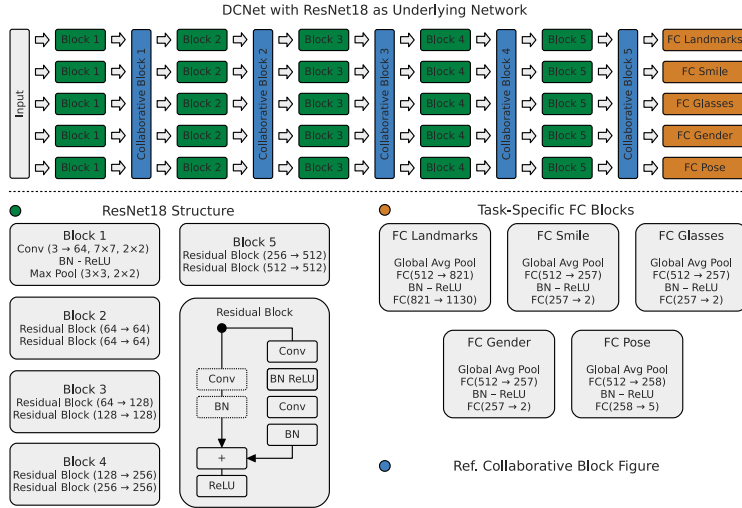 DCNet with ResNet18 as Underlying Network
Input
Block 1
Block 1
Block 1
Block 1
Block 1
Collaborative Block 1
Block 2
Block 2
Block 2
Block 2
Block 2
Collaborative Block 2
Block 3
Block 3
Block 3
Block 3
Block 3
Collaborative Block 3
Block 4
Block 4
Block 4
Block 4
Block 4
Collaborative Block 4
Block 5
Block 5
Block 5
Block 5
Block 5
Collaborative Block 5
FC Landmarks
FC Smile
FC Glasses
FC Gender
FC Pose
ResNet18 Structure
Block 1
Conv (3 → 64, 7×7, 2×2)
BN - ReLU
Max Pool (3×3, 2×2)
Block 2
Residual Block (64 → 64)
Residual Block (64 → 64)
Block 3
Residual Block (64 → 128)
Residual Block (128 → 128)
Block 4
Residual Block (128 → 256)
Residual Block (256 → 256)
Block 5
Residual Block (256 → 512)
Residual Block (512 → 512)
Residual Block
Conv
BN
Conv
BN ReLU
Conv
BN
+
ReLU
Task-Specific FC Blocks
FC Landmarks
Global Avg Pool
FC(512 → 821)
BN – ReLU
FC(821 → 1130)
FC Smile
Global Avg Pool
FC(512 → 257)
BN – ReLU
FC(257 → 2)
FC Glasses
Global Avg Pool
FC(512 → 257)
BN – ReLU
FC(257 → 2)
FC Gender
Global Avg Pool
FC(512 → 257)
BN – ReLU
FC(257 → 2)
FC Pose
Global Avg Pool
FC(512 → 258)
BN – ReLU
FC(258 → 5)
Ref. Collaborative Block Figure